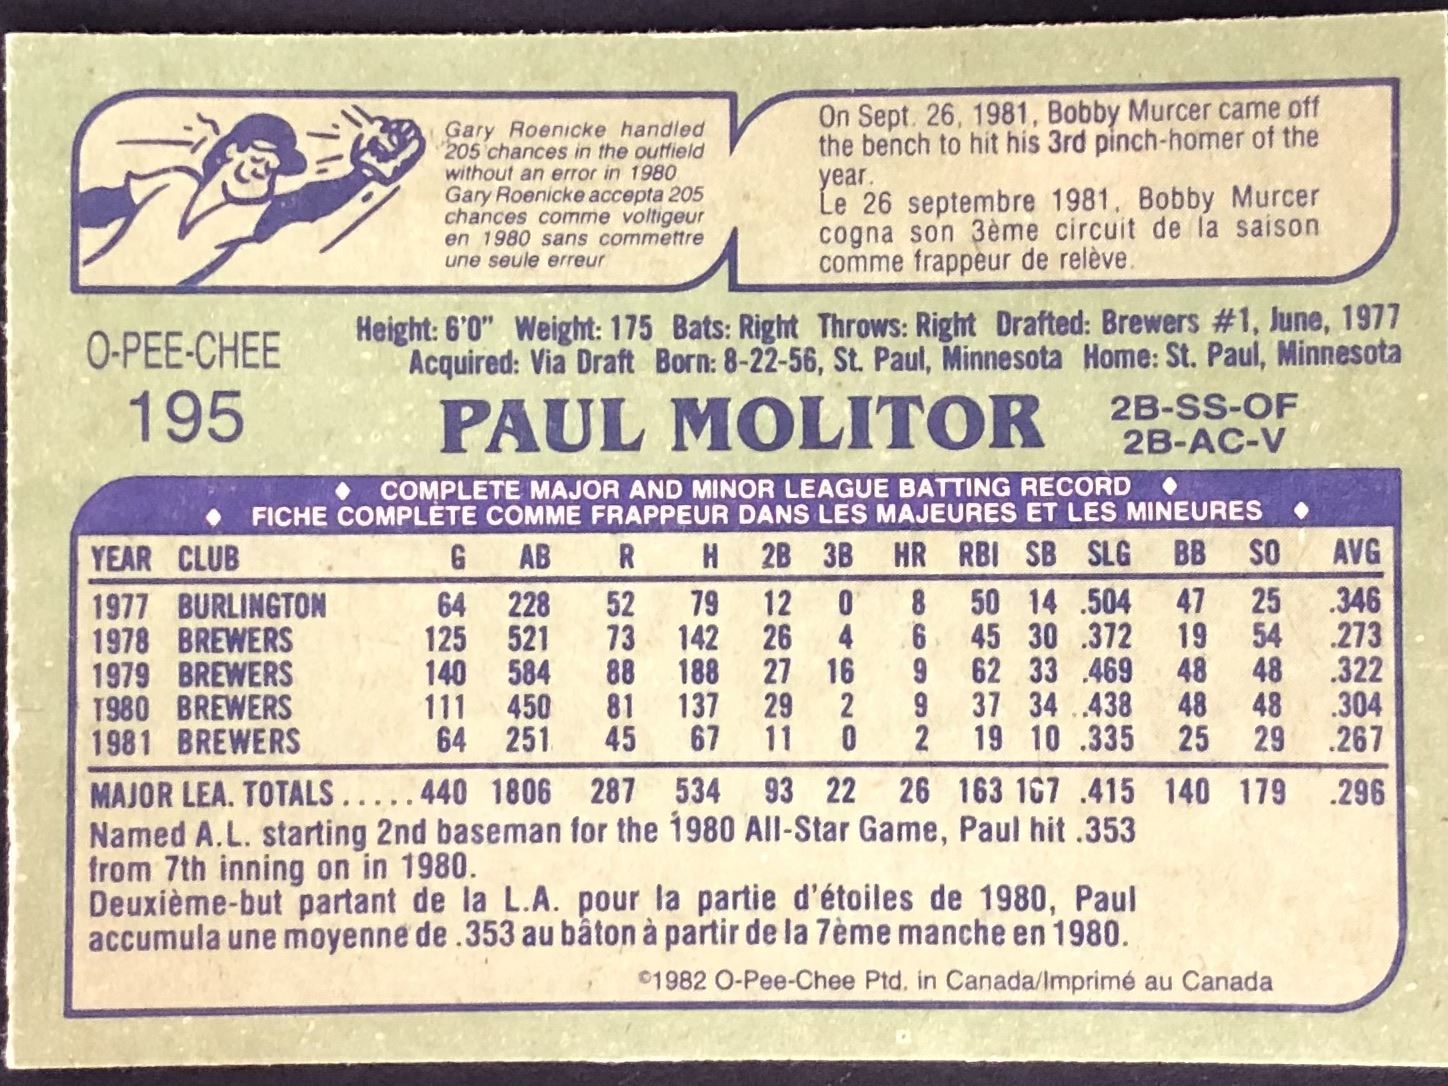 Gary Roenicke handled
205 chances in the outfield
without an error in 1980
Gary Roenicke accepta 205
chances comme voltigeur
en 1980 sans commettre
une seule erreur
On Sept. 26, 1981, Bobby Murcer came off
the bench to hit his 3rd pinch-homer of the
year.
Le 26 septembre 1981, Bobby Murcer
cogna son 3ème circuit de la saison
comme frappeur de relève.
O-PEE-CHEE
195
Height: 6'0" Weight: 175 Bats: Right Throws: Right Drafted: Brewers #1, June, 1977
Acquired: Via Draft Born: 8-22-56, St. Paul, Minnesota Home: St. Paul, Minnesota
PAUL MOLITOR
2B-SS-OF
2B-AC-V
♦ COMPLETE MAJOR AND MINOR LEAGUE BATTING RECORD ♦
♦ FICHE COMPLÈTE COMME FRAPPEUR DANS LES MAJEURES ET LES MINEURES ♦
YEAR CLUB G AB R H 2B 3B HR RBI SB SLG BB SO AVG
1977 BURLINGTON 64 228 52 79 12 0 8 50 14 .504 47 25 .346
1978 BREWERS 125 521 73 142 26 4 6 45 30 .372 19 54 .273
1979 BREWERS 140 584 88 188 27 16 9 62 33 .469 48 48 .322
1980 BREWERS 111 450 81 137 29 2 9 37 34 .438 48 48 .304
1981 BREWERS 64 251 45 67 11 0 2 19 10 .335 25 29 .267
MAJOR LEA. TOTALS ..... 440 1806 287 534 93 22 26 163 107 .415 140 179 .296
Named A.L. starting 2nd baseman for the 1980 All-Star Game, Paul hit .353
from 7th inning on in 1980.
Deuxième-but partant de la L.A. pour la partie d'étoiles de 1980, Paul
accumula une moyenne de .353 au bâton à partir de la 7ème manche en 1980.
©1982 O-Pee-Chee Ptd. in Canada/Imprimé au Canada